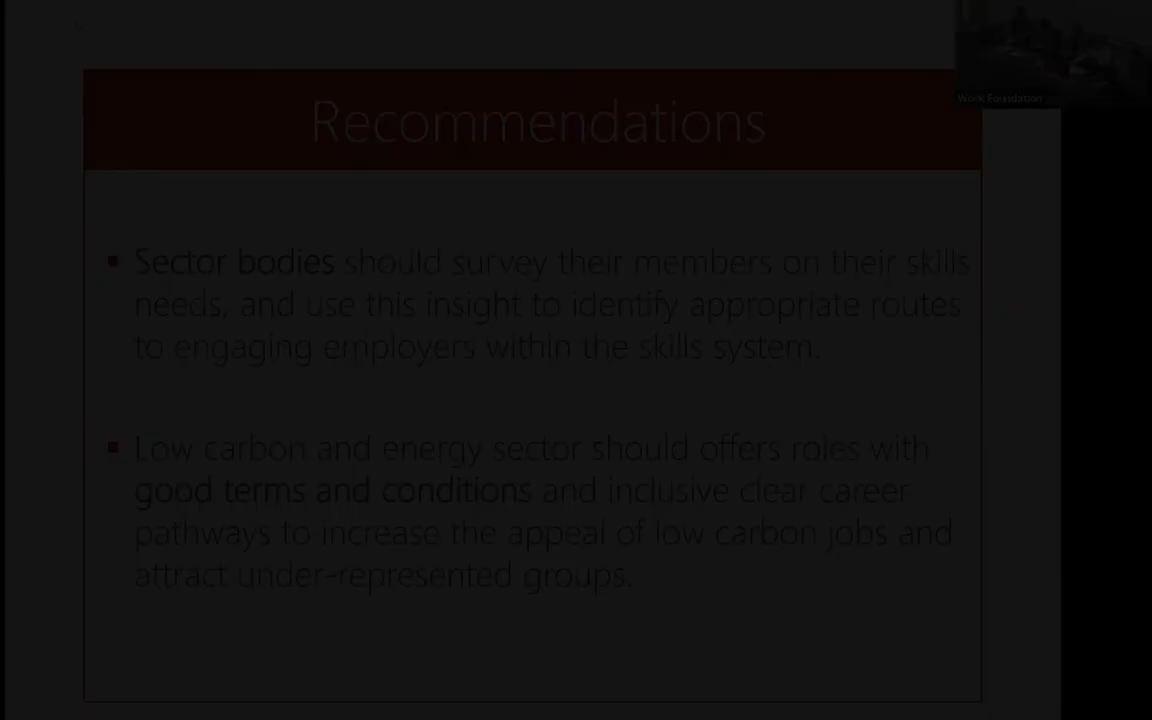 Work Foundation
Recommendations
▪ Sector bodies should survey their members on their skills
needs, and use this insight to identify appropriate routes
to engaging employers within the skills system.
▪ Low carbon and energy sector should offers roles with
good terms and conditions and inclusive clear career
pathways to increase the appeal of low carbon jobs and
attract under-represented groups.